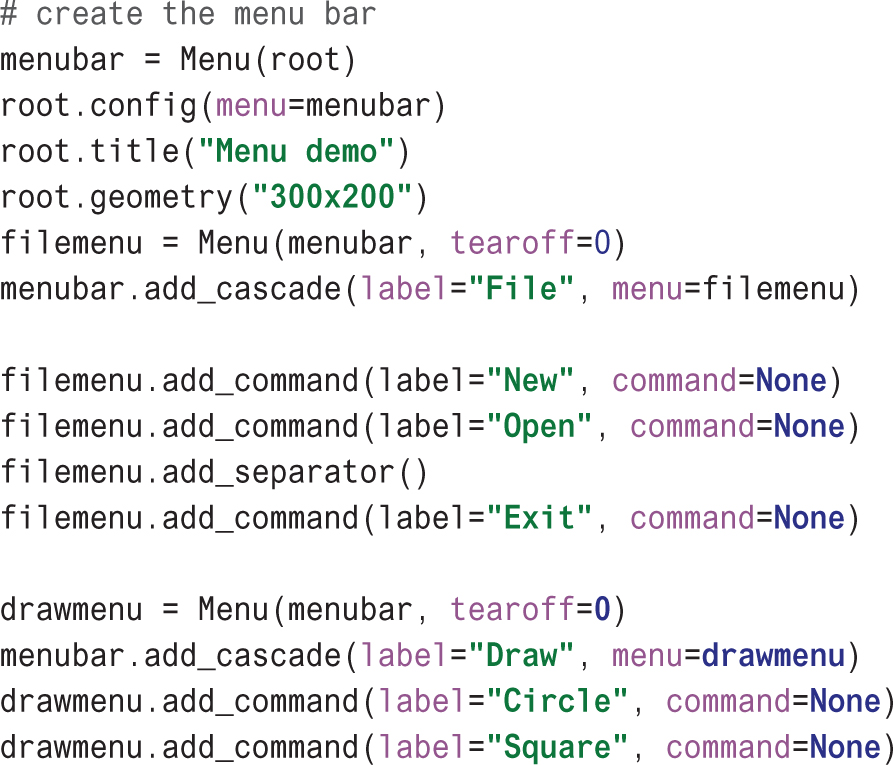 # create the menu bar
menubar = Menu(root)
root.config(menu=menubar)
root.title("Menu demo")
root.geometry("300x200")
filemenu = Menu(menubar, tearoff=0)
menubar.add_cascade(label="File", menu=filemenu)

filemenu.add_command(label="New", command=None)
filemenu.add_command(label="Open", command=None)
filemenu.add_separator()
filemenu.add_command(label="Exit", command=None)

drawmenu = Menu(menubar, tearoff=0)
menubar.add_cascade(label="Draw", menu=drawmenu)
drawmenu.add_command(label="Circle", command=None)
drawmenu.add_command(label="Square", command=None)